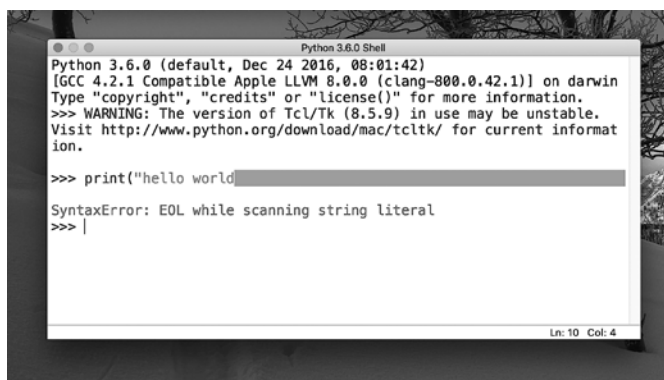 Python 3.6.0 Shell
Python 3.6.0 (default, Dec 24 2016, 08:01:42)
[GCC 4.2.1 Compatible Apple LLVM 8.0.0 (clang-800.0.42.1)] on darwin
Type "copyright", "credits" or "license()" for more information.
>>> WARNING: The version of Tcl/Tk (8.5.9) in use may be unstable.
Visit http://www.python.org/download/mac/tcltk/ for current informat
ion.
>>> print("hello world
SyntaxError: EOL while scanning string literal
>>>
Ln: 10 Col: 4